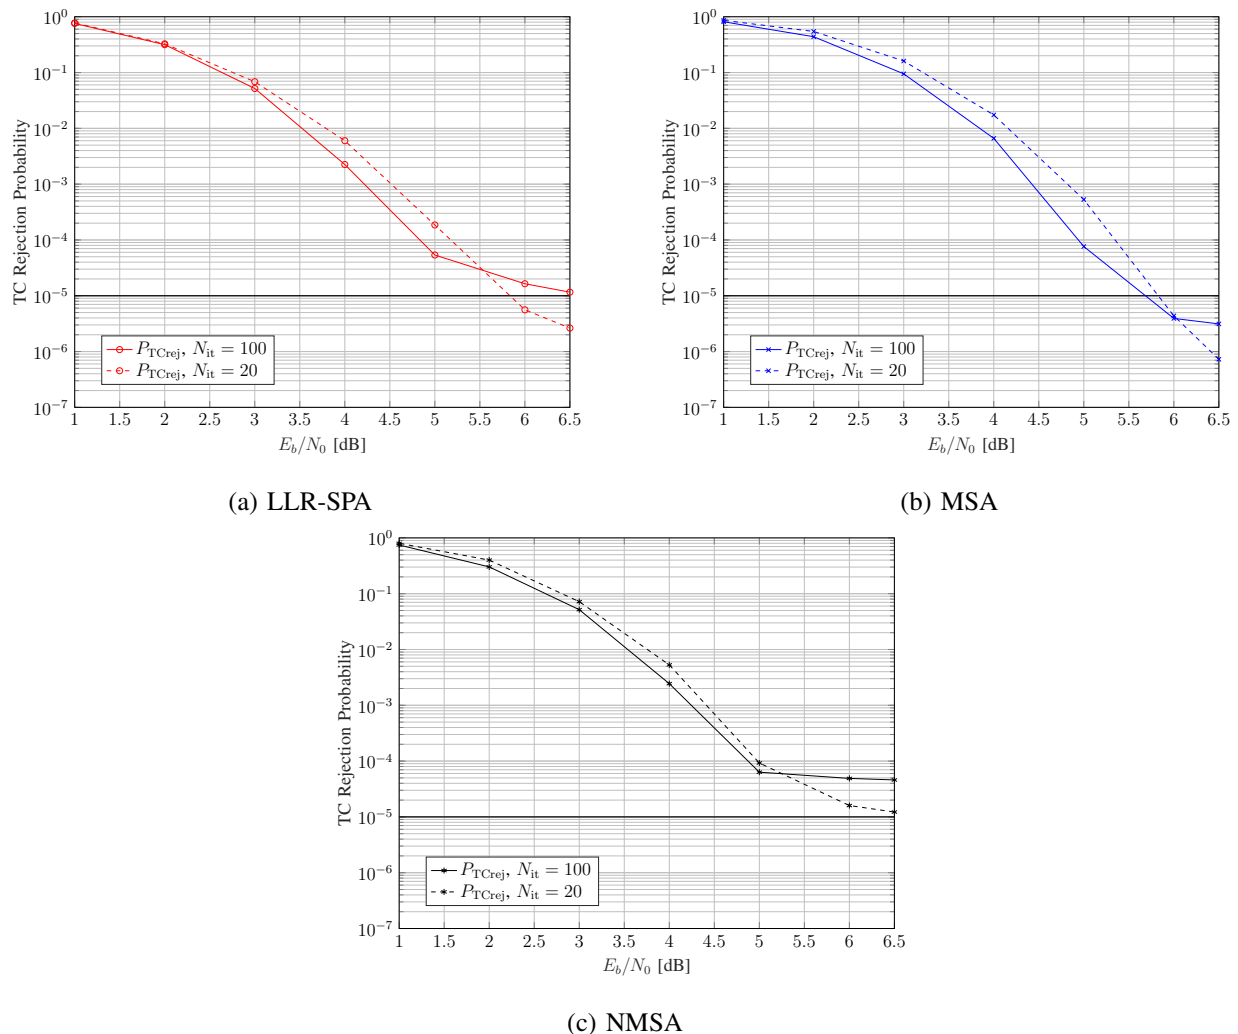 TC Rejection Probability
10^0
10^-1
10^-2
10^-3
10^-4
10^-5
10^-6
10^-7
P_TCrej, N_it = 100
P_TCrej, N_it = 20
1 1.5 2 2.5 3 3.5 4 4.5 5 5.5 6 6.5
E_b/N_0 [dB]
(a) LLR-SPA
TC Rejection Probability
10^0
10^-1
10^-2
10^-3
10^-4
10^-5
10^-6
10^-7
P_TCrej, N_it = 100
P_TCrej, N_it = 20
1 1.5 2 2.5 3 3.5 4 4.5 5 5.5 6 6.5
E_b/N_0 [dB]
(b) MSA
TC Rejection Probability
10^0
10^-1
10^-2
10^-3
10^-4
10^-5
10^-6
10^-7
P_TCrej, N_it = 100
P_TCrej, N_it = 20
1 1.5 2 2.5 3 3.5 4 4.5 5 5.5 6 6.5
E_b/N_0 [dB]
(c) NMSA